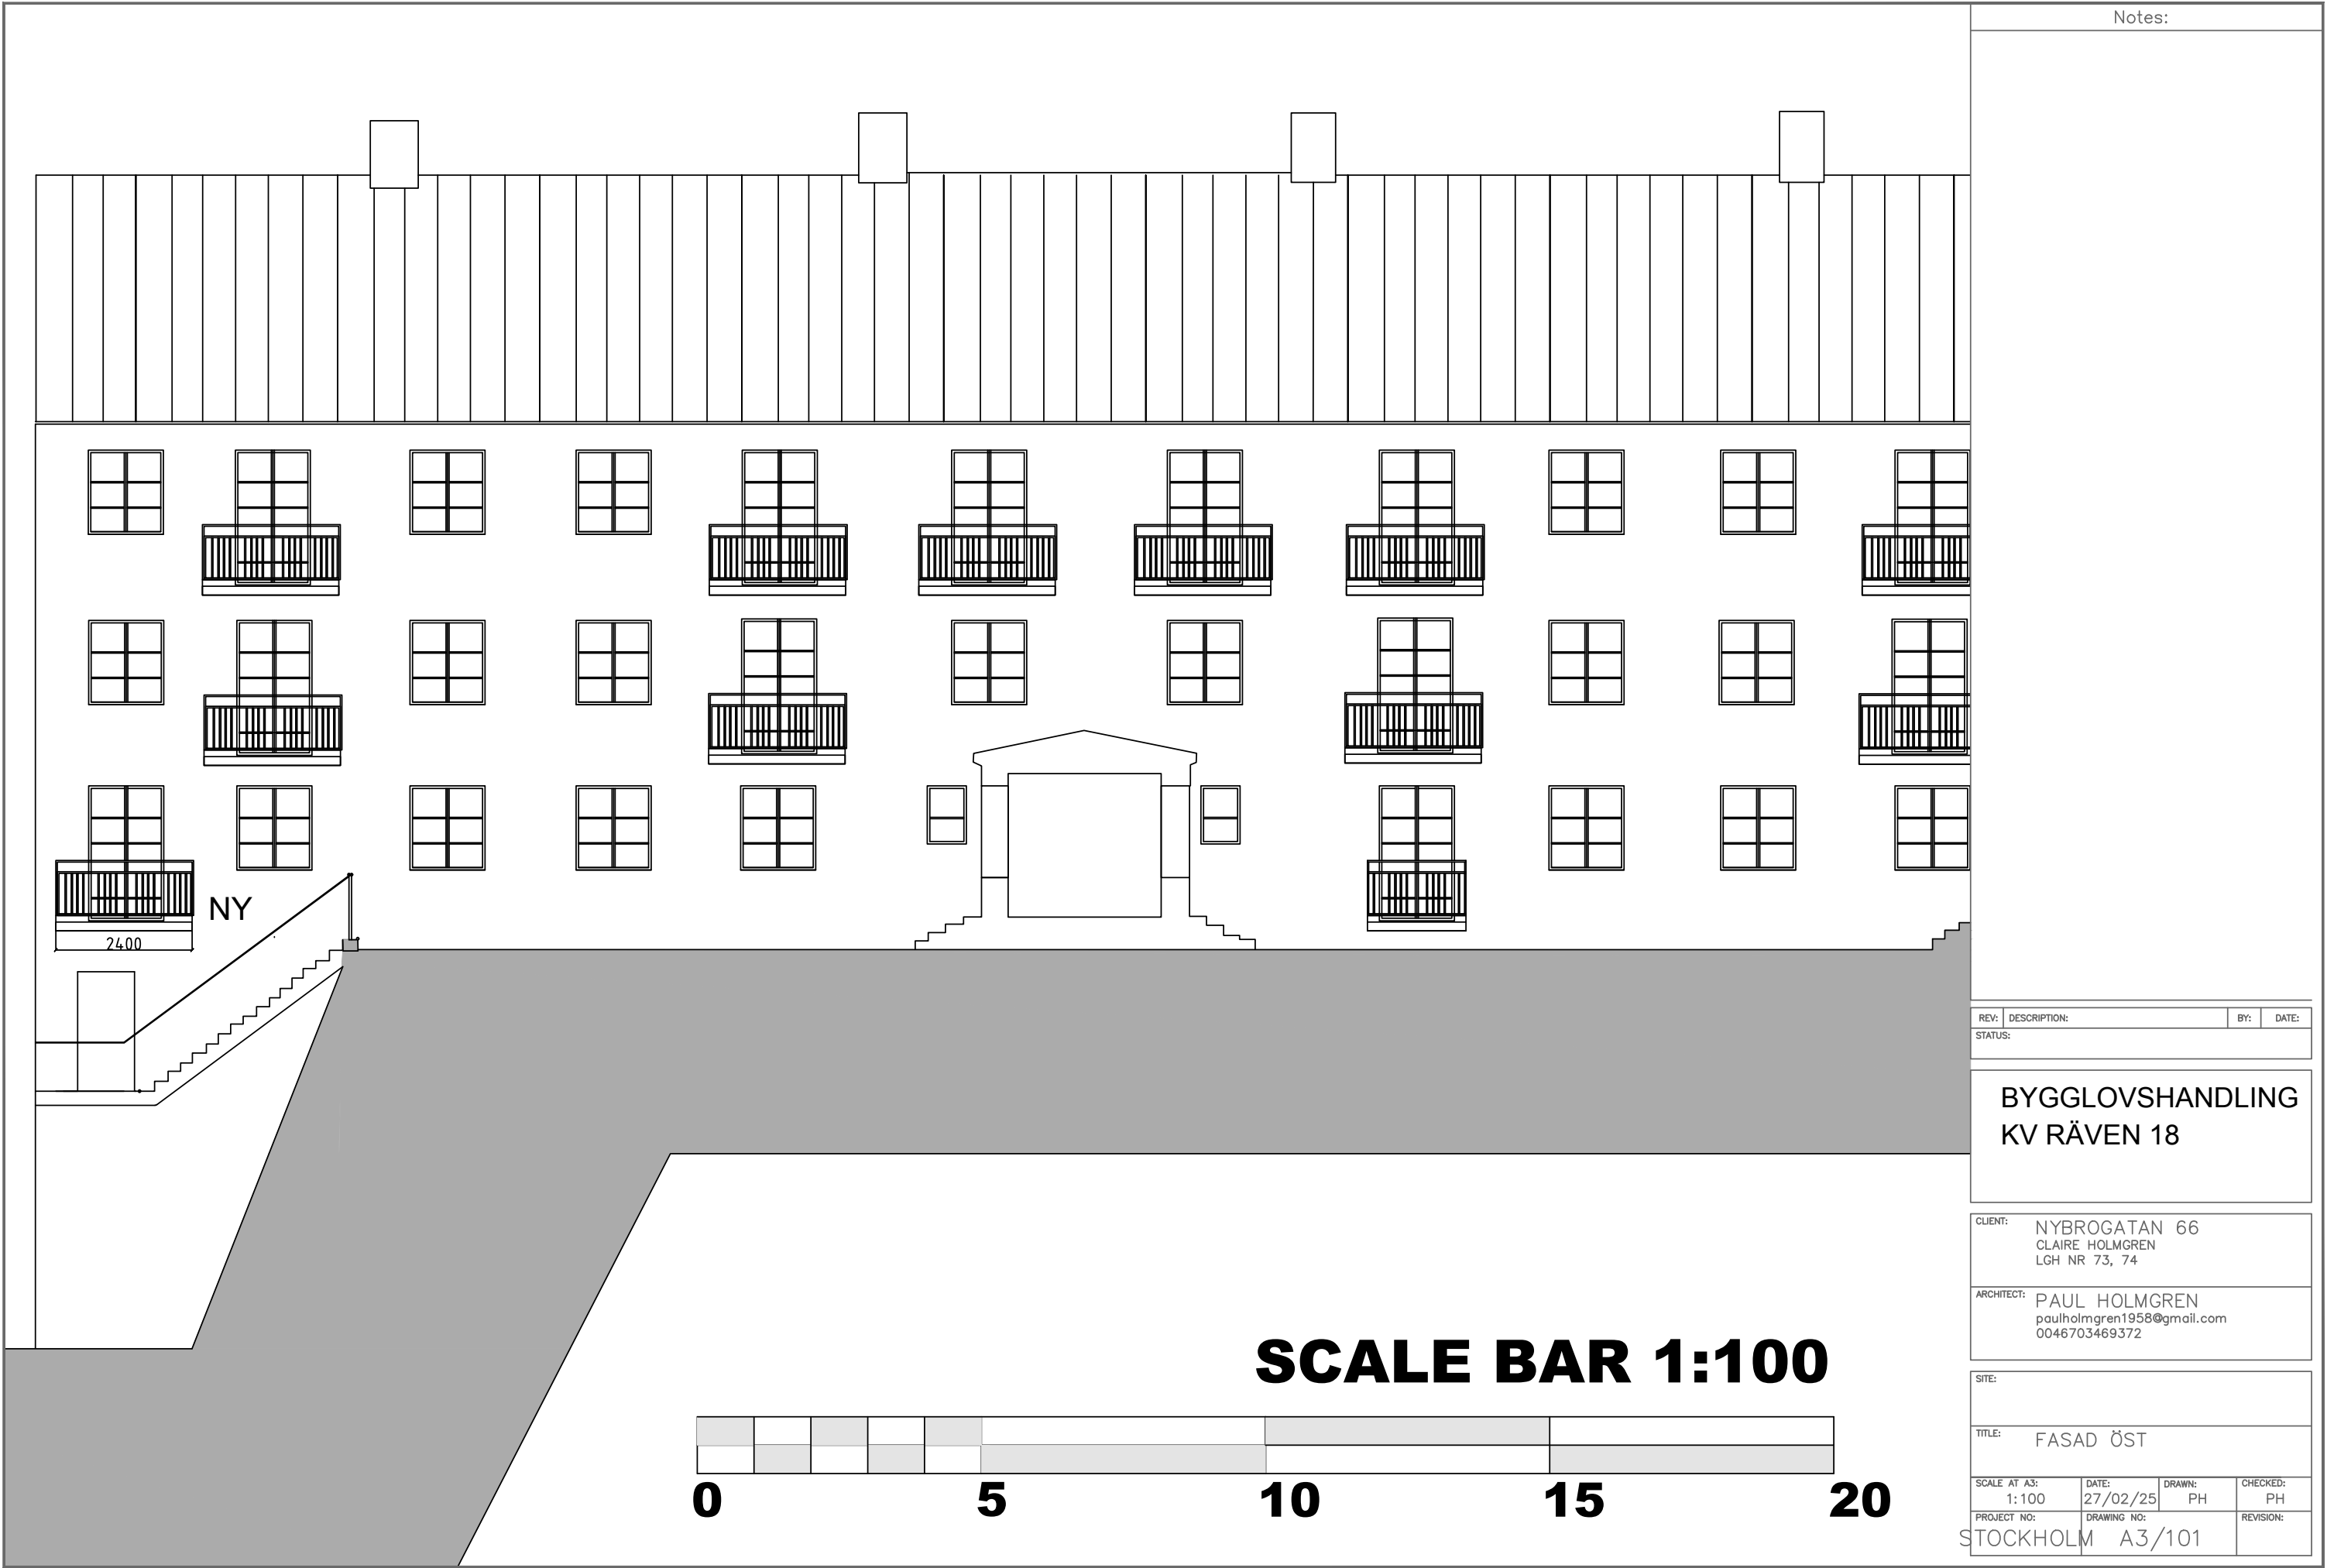 Notes:
NY
2400
REV: DESCRIPTION: BY: DATE:
STATUS:
BYGGLOVSHANDLING
KV RÄVEN 18
CLIENT: NYBROGATAN 66
CLAIRE HOLMGREN
LGH NR 73, 74
ARCHITECT: PAUL HOLMGREN
paulholmgren1958@gmail.com
0046703469372
SCALE BAR 1:100
0 5 10 15 20
SITE:
TITLE: FASAD ÖST
SCALE AT A3: DATE: DRAWN: CHECKED:
1:100 27/02/25 PH PH
PROJECT NO: DRAWING NO: REVISION:
STOCKHOLM A3/101